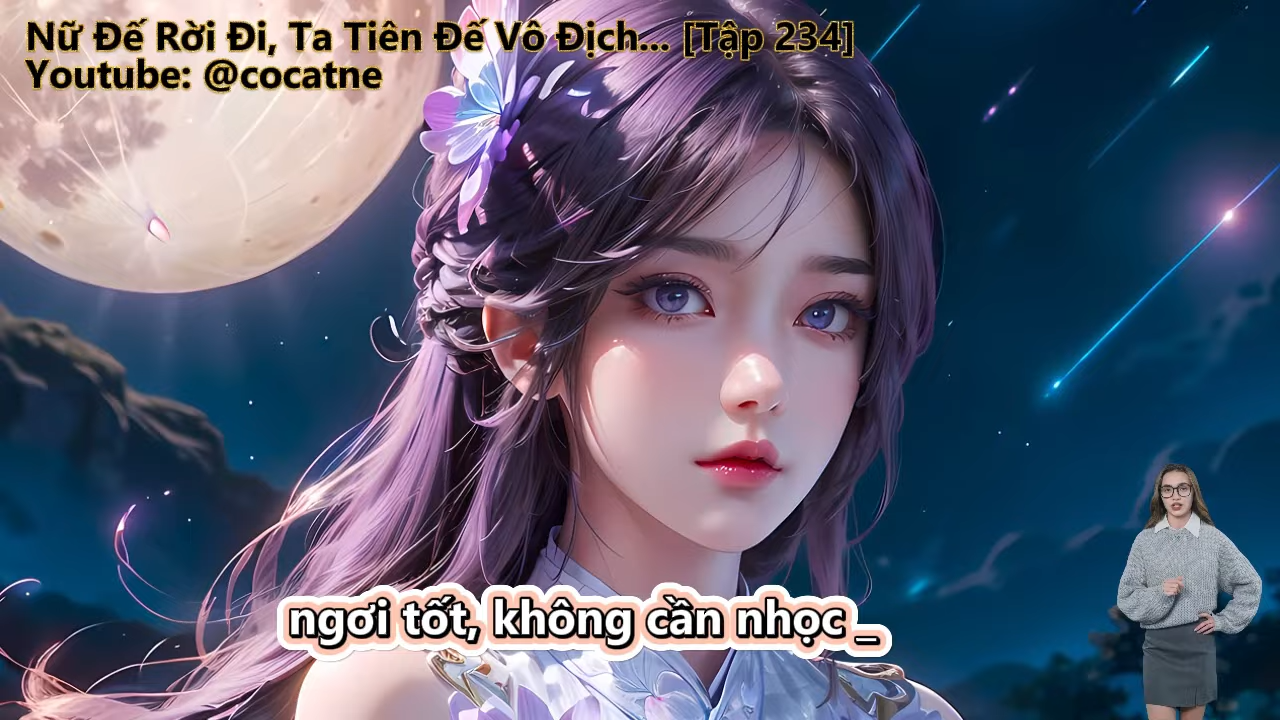 Nữ Đế Rời Đi, Ta Tiên Đế Vô Địch... [Tập 234]
Youtube: @cocatne
ngơi tốt, không cần nhọc _